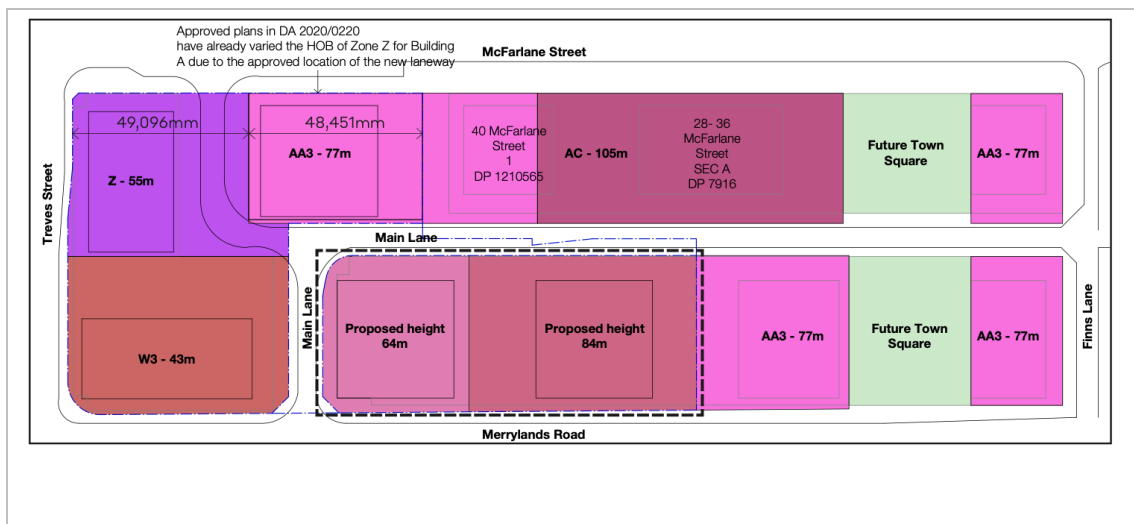 Approved plans in DA 2020/0220
have already varied the HOB of Zone Z for Building
A due to the approved location of the new laneway
McFarlane Street
49,096mm
48,451mm
Z - 55m
AA3 - 77m
40 McFarlane
Street
1
DP 1210565
AC - 105m
28- 36
McFarlane
Street
SEC A
DP 7916
Future Town
Square
AA3 - 77m
Treves Street
Main Lane
Main Lane
W3 - 43m
Proposed height
64m
Proposed height
84m
AA3 - 77m
Future Town
Square
AA3 - 77m
Finns Lane
Merrylands Road